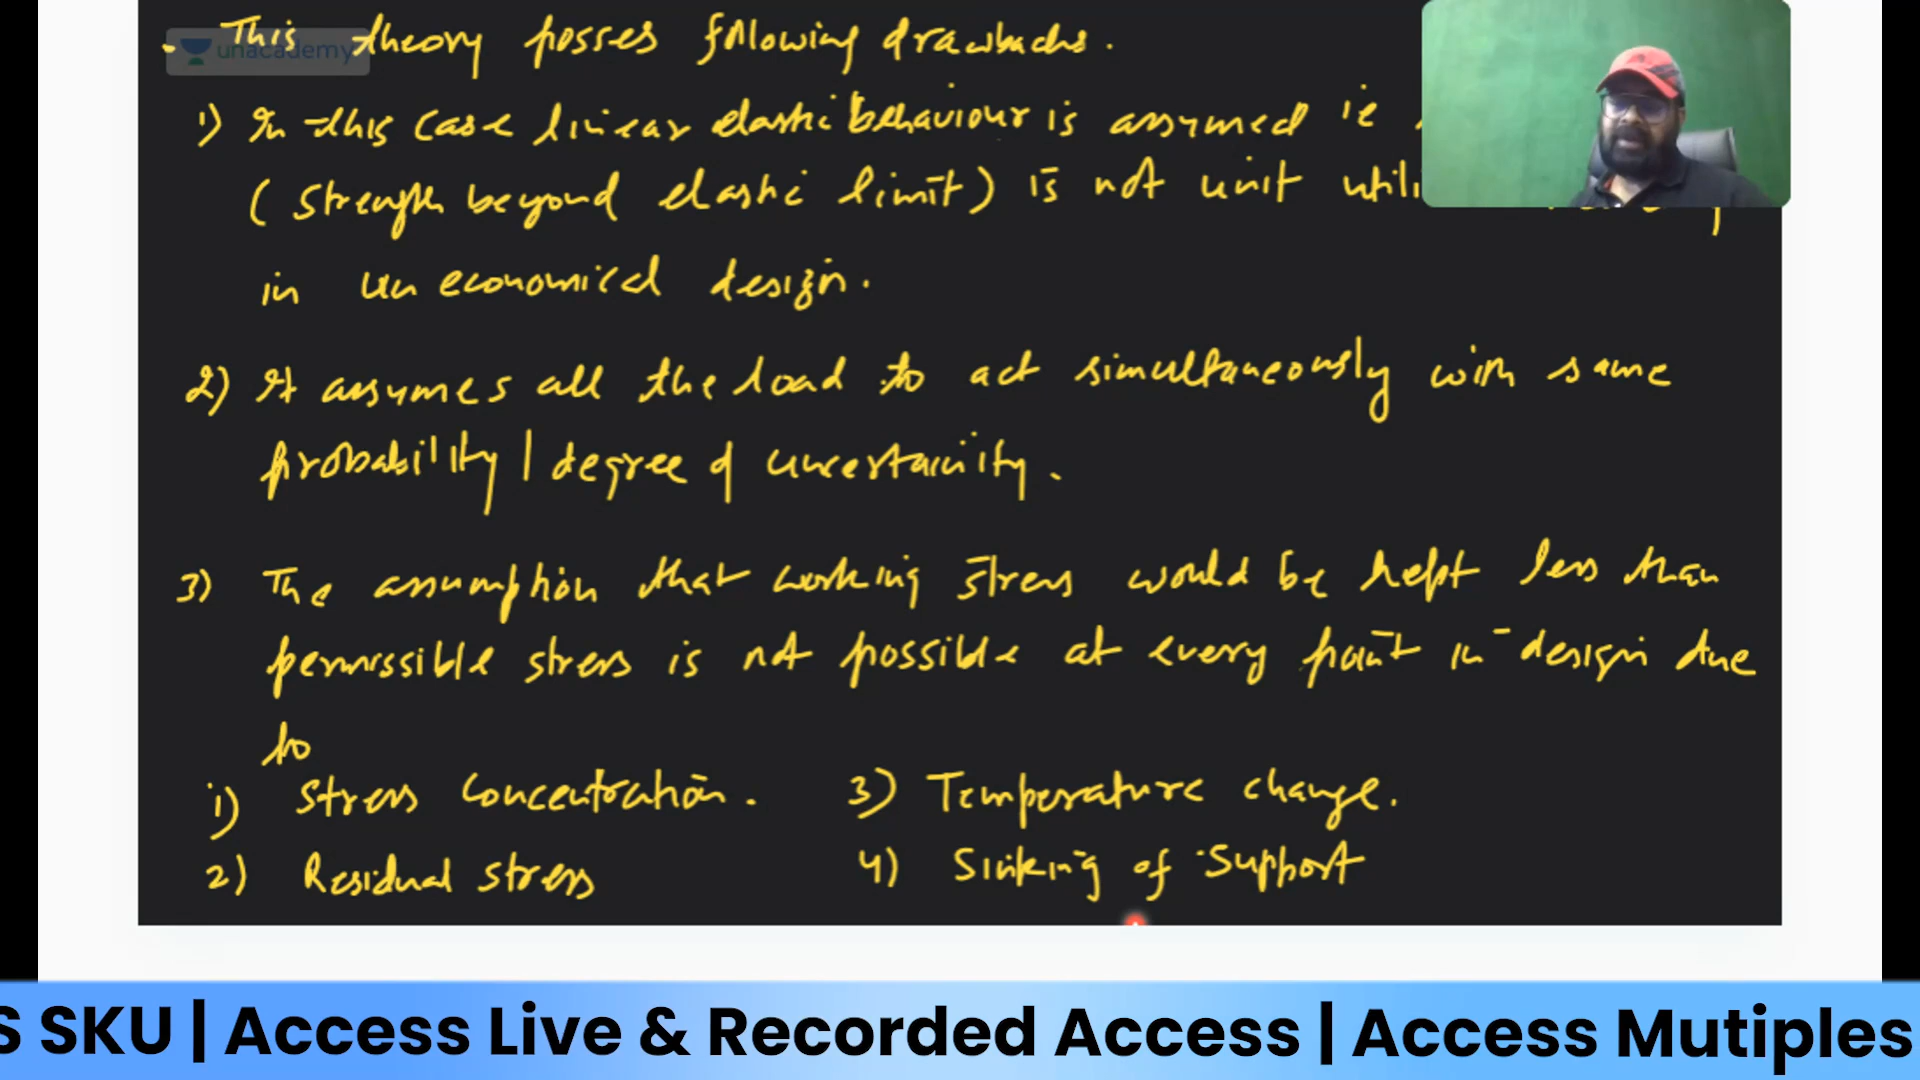 - This theory posses following drawbacks.
unacademy
1) In this case linear elastic behaviour is assumed ie
(strength beyond elastic limit) is not unit utili
in uneconomical design.
2) It assumes all the load to act simultaneously with same
probability / degree of uncertainity.
3) The assumption that working stress would be kept less than
permissible stress is not possible at every point in design due
to
i) Stress concentration. 3) Temperature change.
2) Residual stress 4) Sinking of Support
S SKU | Access Live & Recorded Access | Access Mutiples